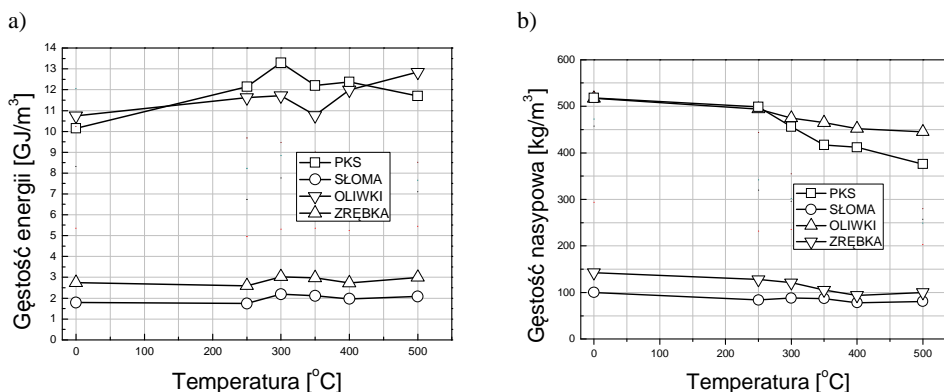 a)
14
13
12
11
10
9
8
7
6
5
4
3
2
1
0
Gęstość energii [GJ/m³]
PKS
SŁOMA
OLIWKI
ZRĘBKA
0 100 200 300 400 500
Temperatura [°C]
b)
600
500
400
300
200
150
100
50
0
Gęstość nasypowa [kg/m³]
PKS
SŁOMA
OLIWKI
ZRĘBKA
0 100 200 300 400 500
Temperatura [°C]